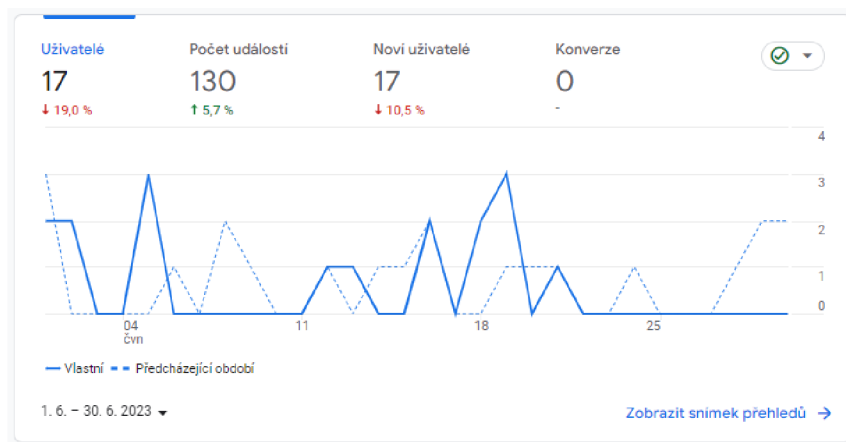 Uživatelé Počet událostí Noví uživatelé Konverze
17 130 17 0
↓ 19,0 % ↑ 5,7 % ↓ 10,5 % -
4
3
2
1
0
04 11 18 25
čvn
Vlastní Předcházející období
1. 6. – 30. 6. 2023
Zobrazit snímek přehledů →